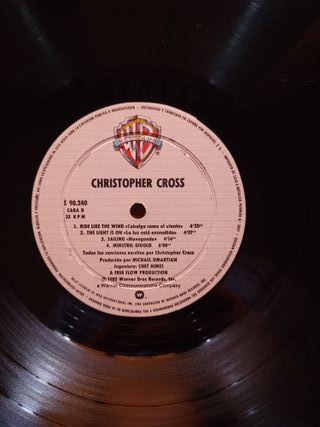 WB
CHRISTOPHER CROSS
S 90.240
CARA B
33 RPM
1. RIDE LIKE THE WIND «Cabalga como el viento» 4'30"
2. THE LIGHT IS ON «La luz está encendida» 4'07"
3. SAILING «Navegando» 4'14"
4. MINSTREL GIGOLO 6'00"
Todas las canciones escritas por Christopher Cross
Producida por MICHAEL OMARTIAN
Ingeniero: CHET HIMES
A FREE FLOW PRODUCTION
© 1980 Warner Bros Records, Inc.
a Warner Communications Company
W